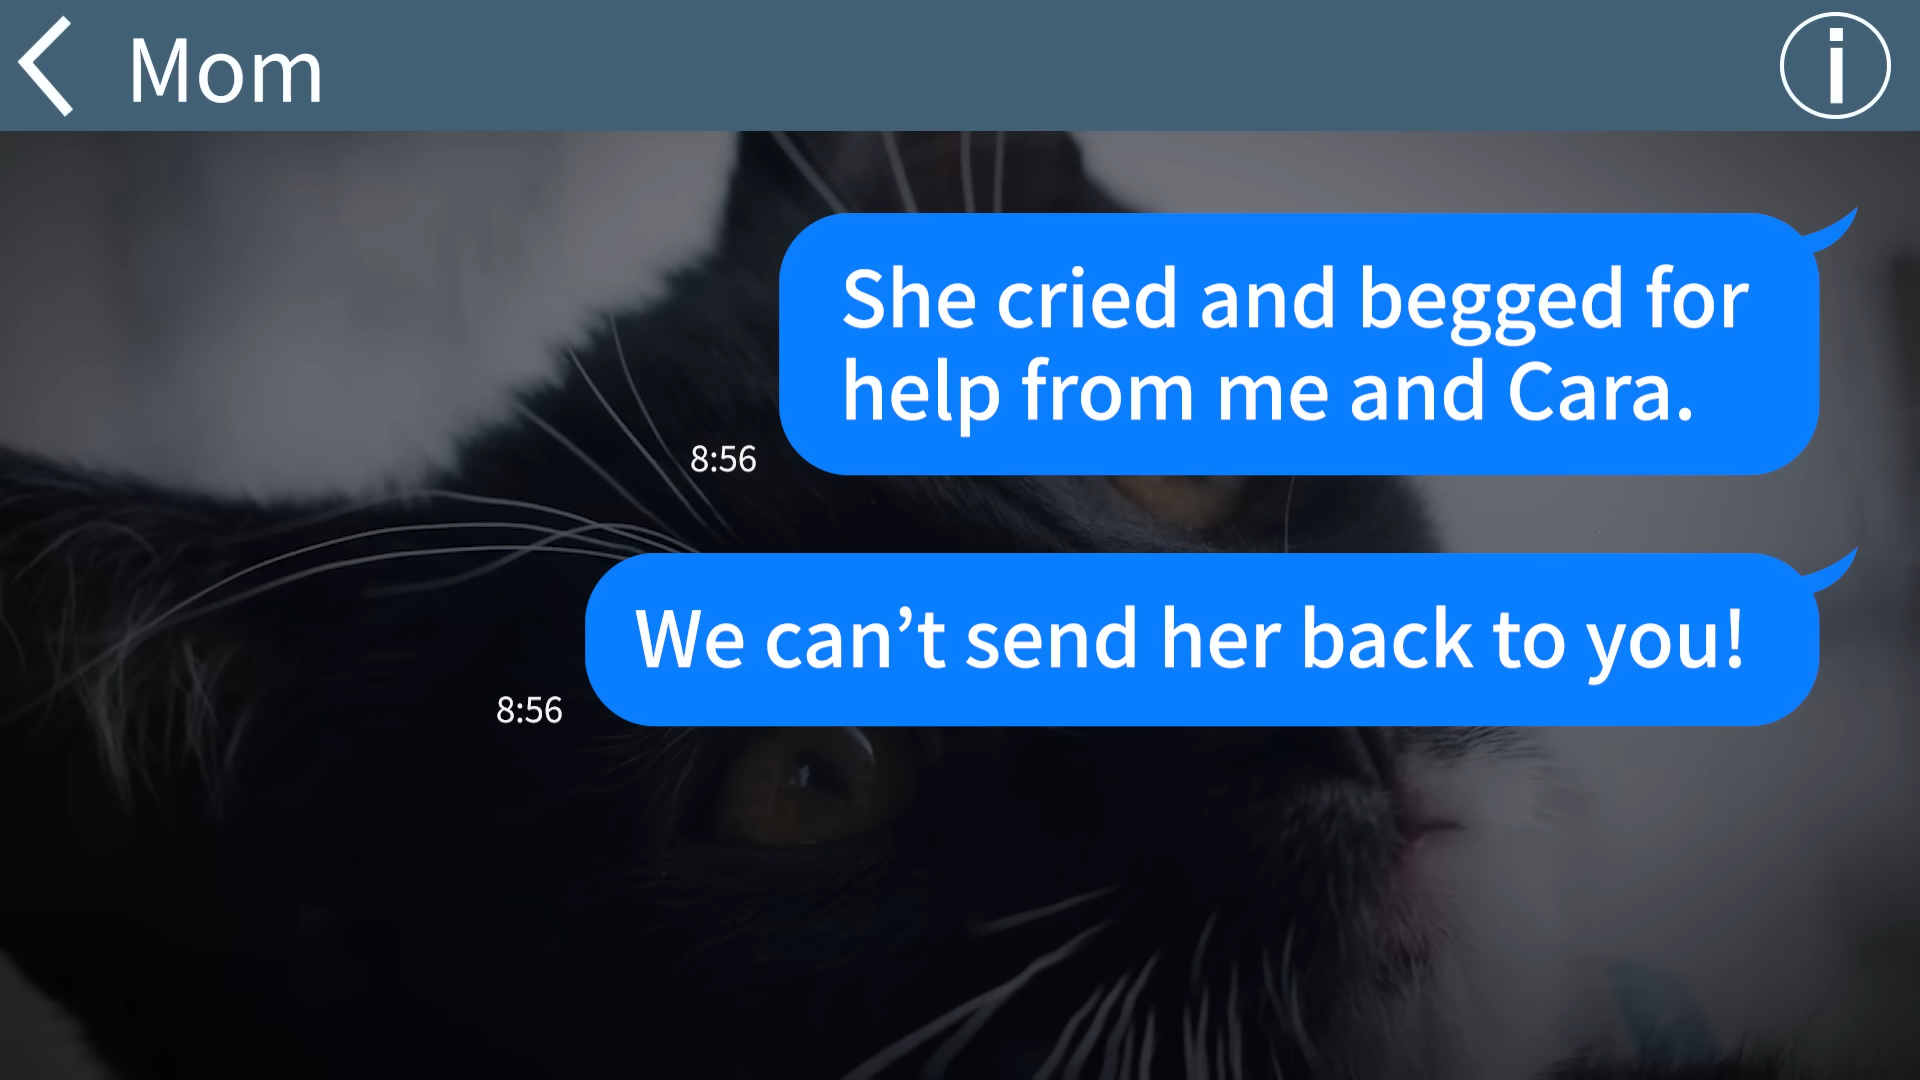 Mom
She cried and begged for
help from me and Cara.
8:56
We can’t send her back to you!
8:56